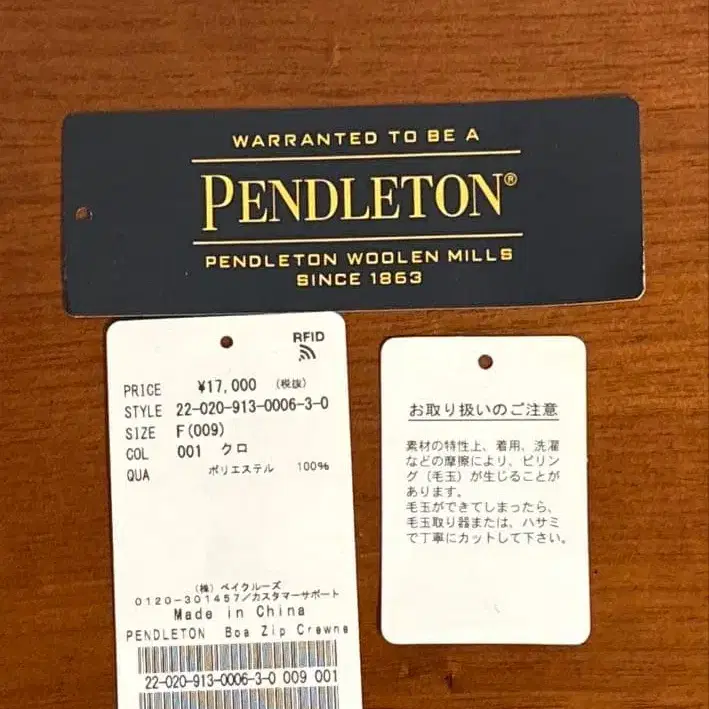 WARRANTED TO BE A
PENDLETON®
PENDLETON WOOLEN MILLS
SINCE 1863
RFID
PRICE ¥17,000 (税抜)
STYLE 22-020-913-0006-3-0
SIZE F(009)
COL 001 クロ
QUA ポリエステル 100%
(株)ベイクルーズ
0120-301457/カスタマーサポート
Made in China
PENDLETON Boa Zip Crewne
22-020-913-0006-3-0 009 001
お取り扱いのご注意
素材の特性上、着用、洗濯
などの摩擦により、ピリン
グ(毛玉)が生じることが
あります。
毛玉ができてしまったら、
毛玉取り器または、ハサミ
で丁寧にカットして下さい。